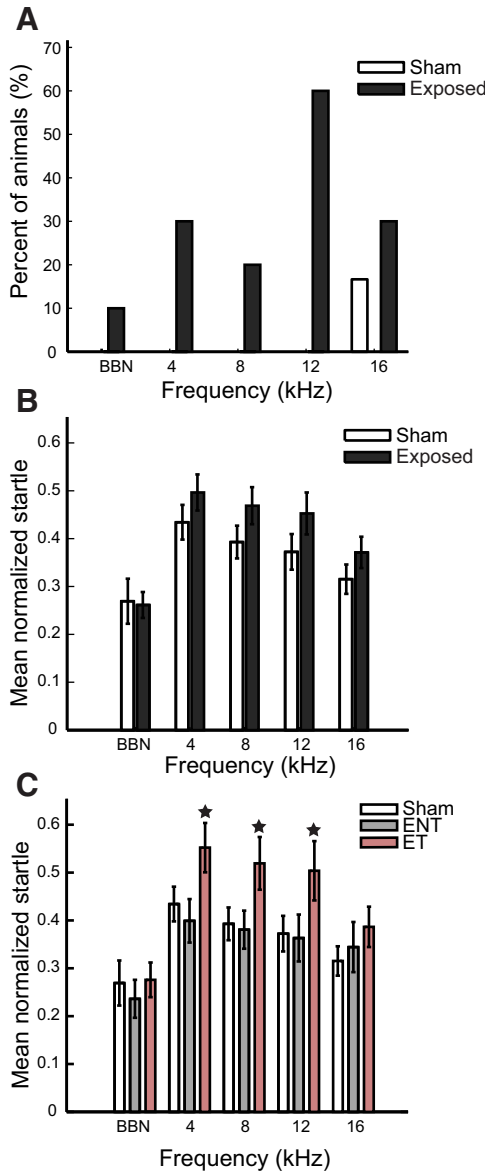 A
Percent of animals (%)
70
60
50
40
30
20
10
0
Sham
Exposed
BBN 4 8 12 16
Frequency (kHz)
B
Mean normalized startle
0.6
0.5
0.4
0.3
0.2
0.1
0
Sham
Exposed
BBN 4 8 12 16
Frequency (kHz)
C
Mean normalized startle
0.6
0.5
0.4
0.3
0.2
0.1
0
Sham
ENT
ET
BBN 4 8 12 16
Frequency (kHz)